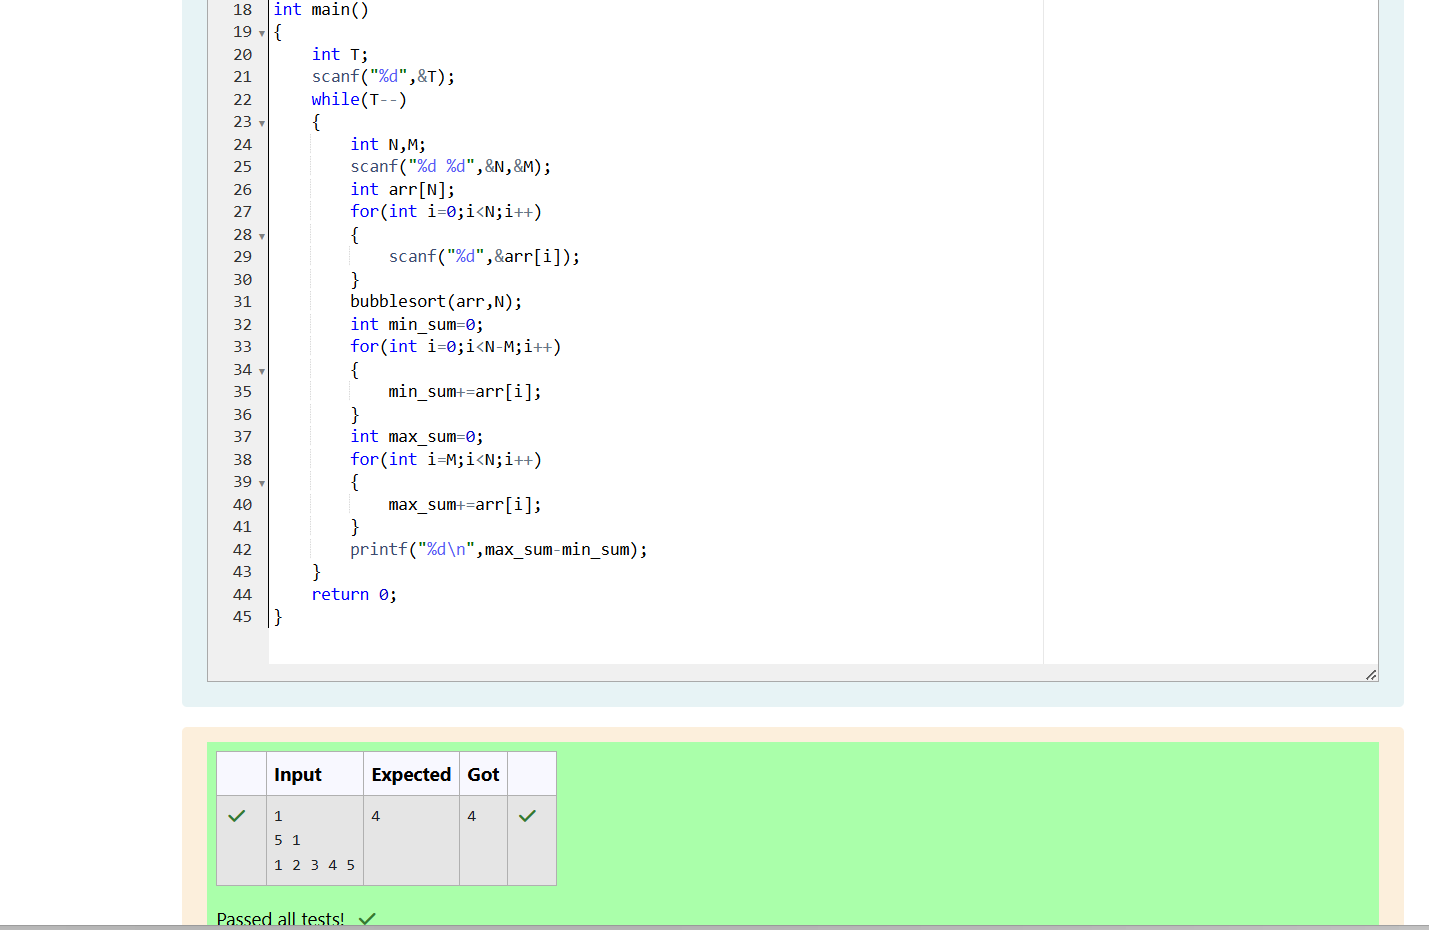 18 int main()
19 {
20     int T;
21     scanf("%d",&T);
22     while(T--)
23     {
24         int N,M;
25         scanf("%d %d",&N,&M);
26         int arr[N];
27         for(int i=0;i<N;i++)
28         {
29             scanf("%d",&arr[i]);
30         }
31         bubblesort(arr,N);
32         int min_sum=0;
33         for(int i=0;i<N-M;i++)
34         {
35             min_sum+=arr[i];
36         }
37         int max_sum=0;
38         for(int i=M;i<N;i++)
39         {
40             max_sum+=arr[i];
41         }
42         printf("%d\n",max_sum-min_sum);
43     }
44     return 0;
45 }
Input Expected Got
1 4 4
5 1
1 2 3 4 5
Passed all tests!